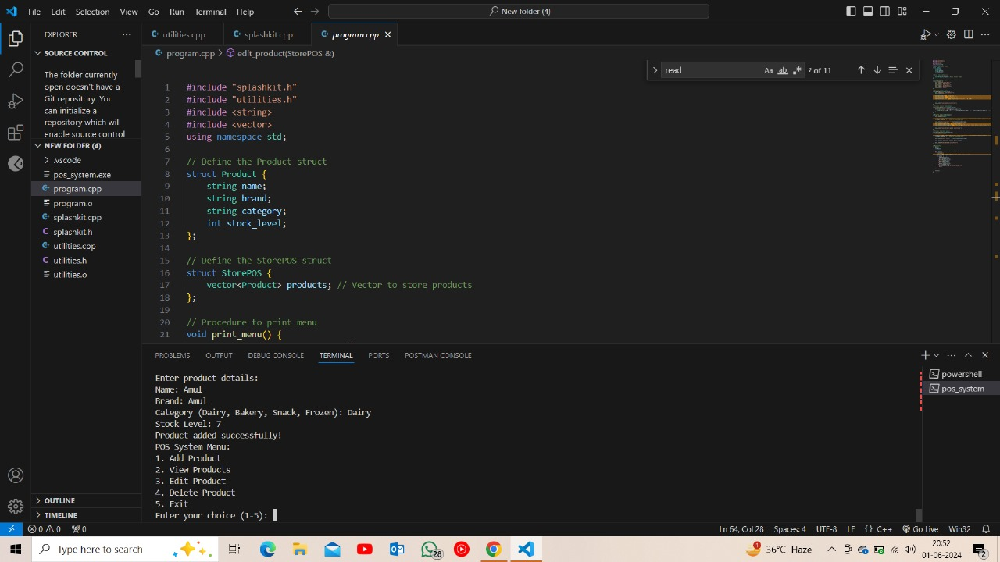 File Edit Selection View Go Run Terminal Help
New folder (4)
EXPLORER
SOURCE CONTROL
The folder currently
open doesn't have a
Git repository. You
can initialize a
repository which will
enable source control
NEW FOLDER (4)
.vscode
pos_system.exe
program.cpp
program.o
splashkit.cpp
splashkit.h
utilities.cpp
utilities.h
utilities.o
OUTLINE
TIMELINE
utilities.cpp splashkit.cpp program.cpp
program.cpp > edit_product(StorePOS &)
read Aa ab .* ? of 11
1 #include "splashkit.h"
2 #include "utilities.h"
3 #include <string>
4 #include <vector>
5 using namespace std;
6
7 // Define the Product struct
8 struct Product {
9 string name;
10 string brand;
11 string category;
12 int stock_level;
13 };
14
15 // Define the StorePOS struct
16 struct StorePOS {
17 vector<Product> products; // Vector to store products
18 };
19
20 // Procedure to print menu
21 void print_menu() {
PROBLEMS OUTPUT DEBUG CONSOLE TERMINAL PORTS POSTMAN CONSOLE
Enter product details:
Name: Amul
Brand: Amul
Category (Dairy, Bakery, Snack, Frozen): Dairy
Stock Level: 7
Product added successfully!
POS System Menu:
1. Add Product
2. View Products
3. Edit Product
4. Delete Product
5. Exit
Enter your choice (1-5):
powershell
pos_system
0 0 0 Ln 64, Col 28 Spaces: 4 UTF-8 LF {} C++ Go Live Win32
Type here to search 28 1 36°C Haze 20:52 2
01-06-2024